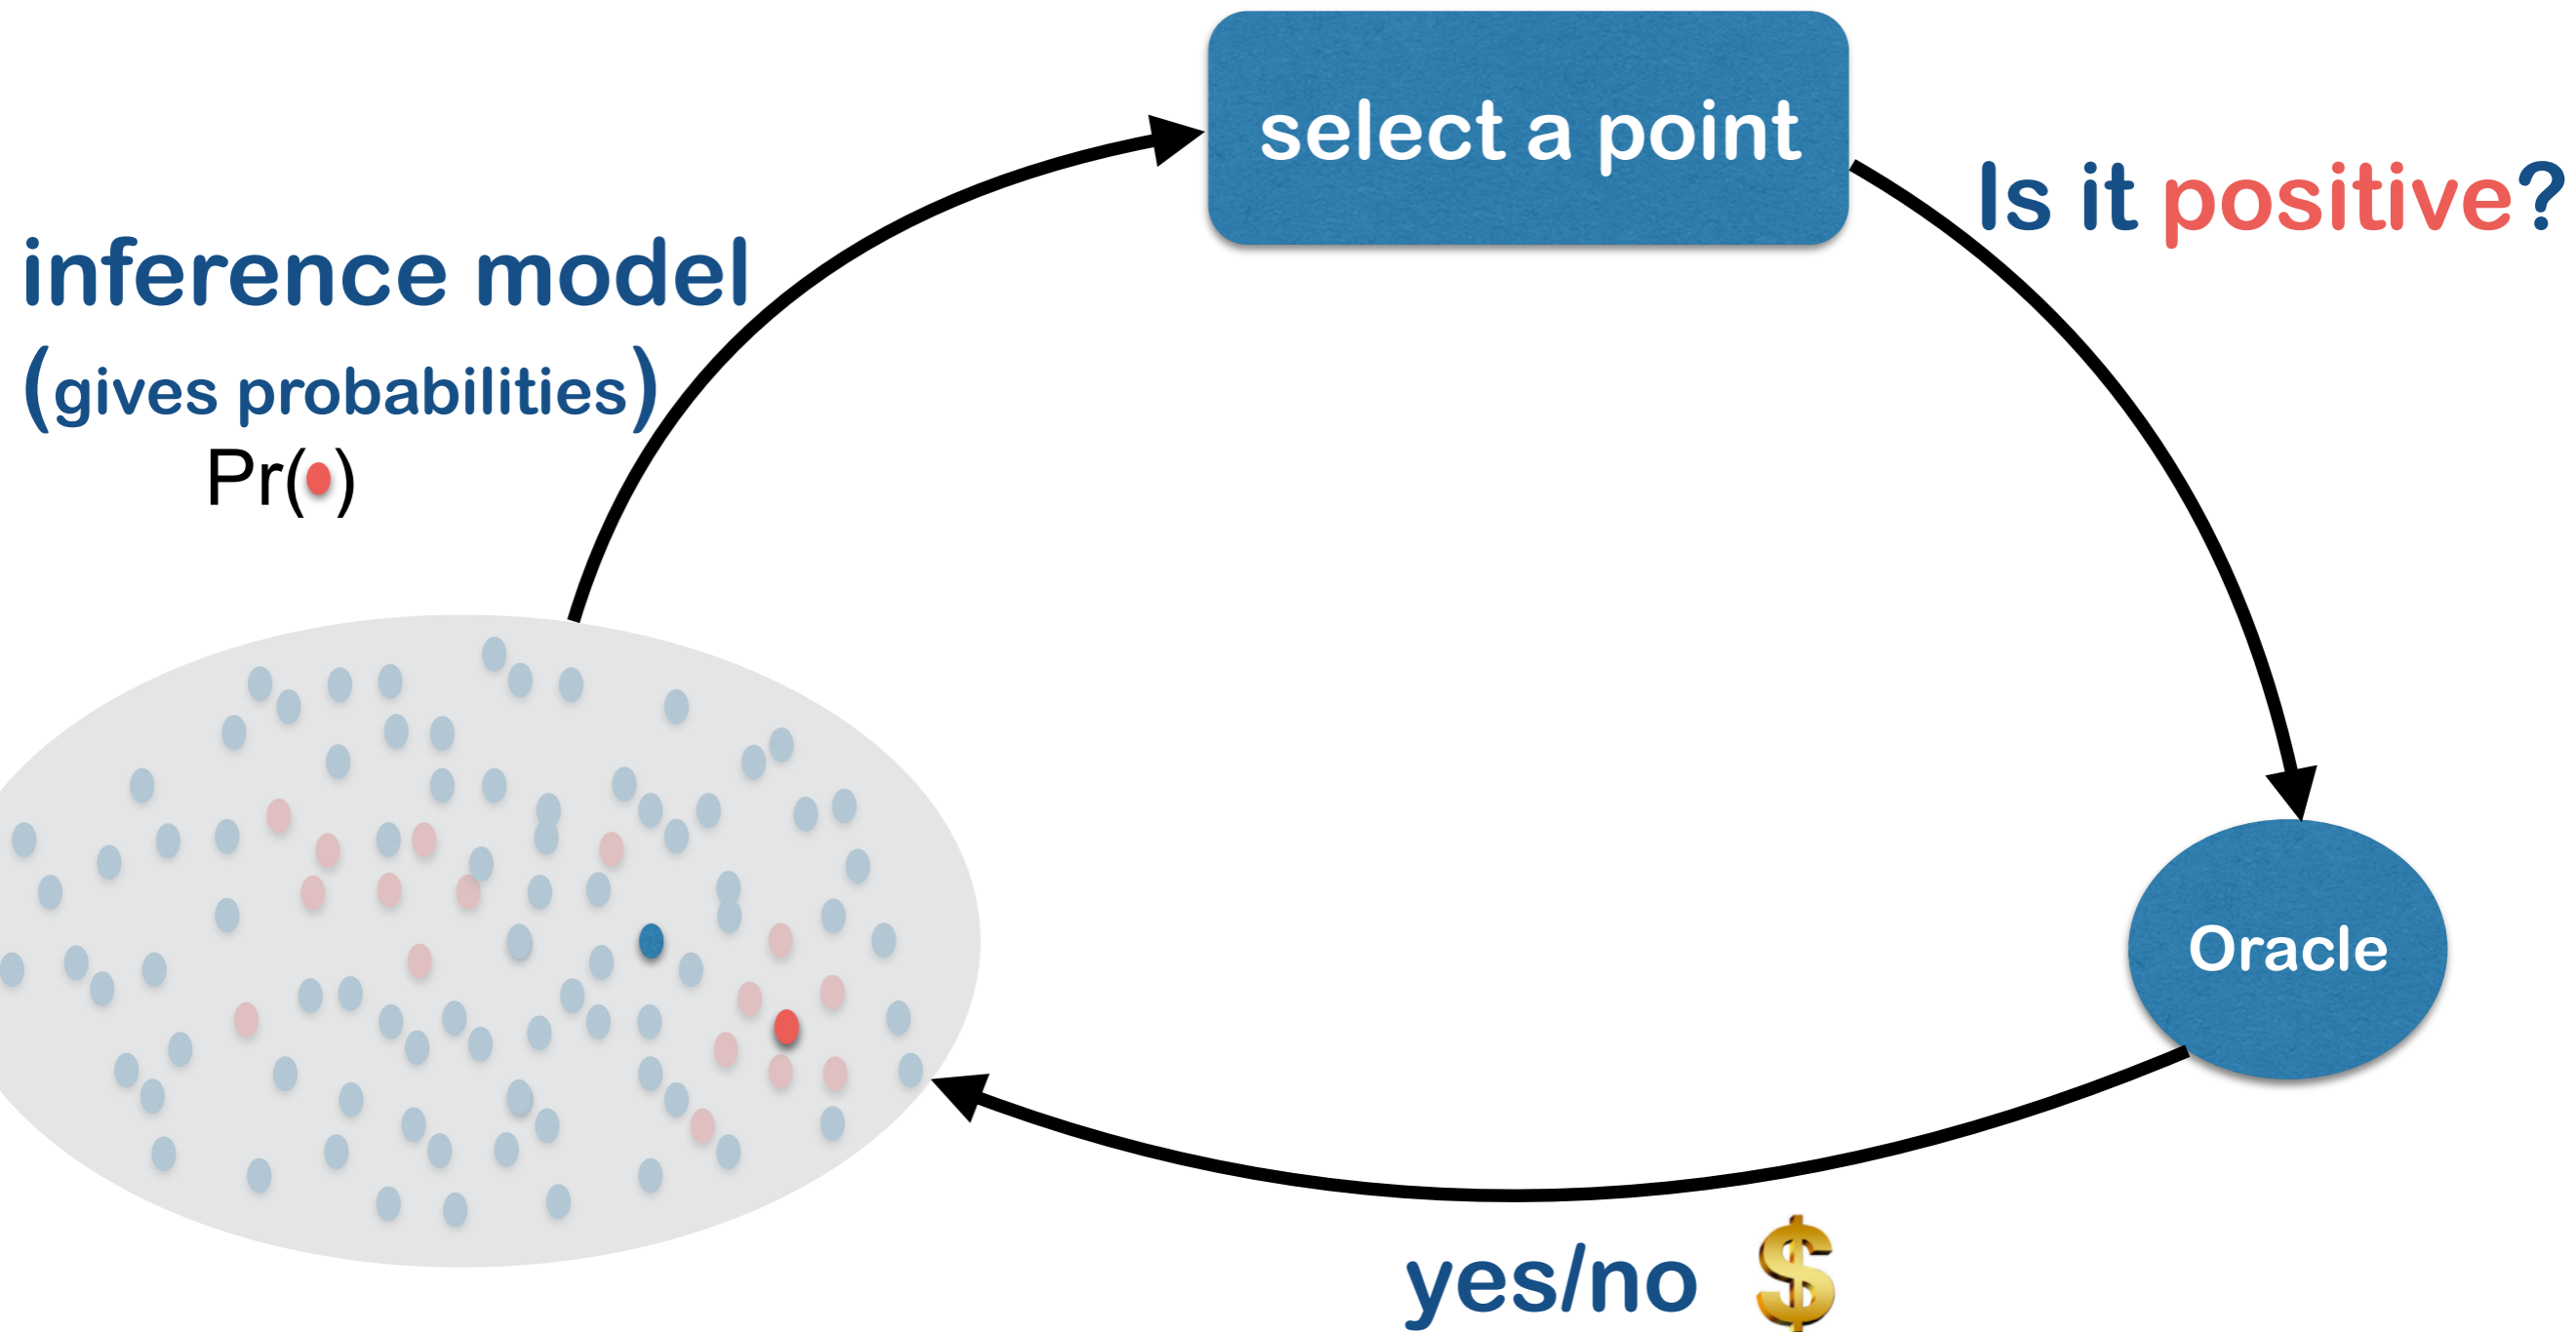 select a point
Is it positive?
inference model
(gives probabilities)
Pr( )
Oracle
yes/no $